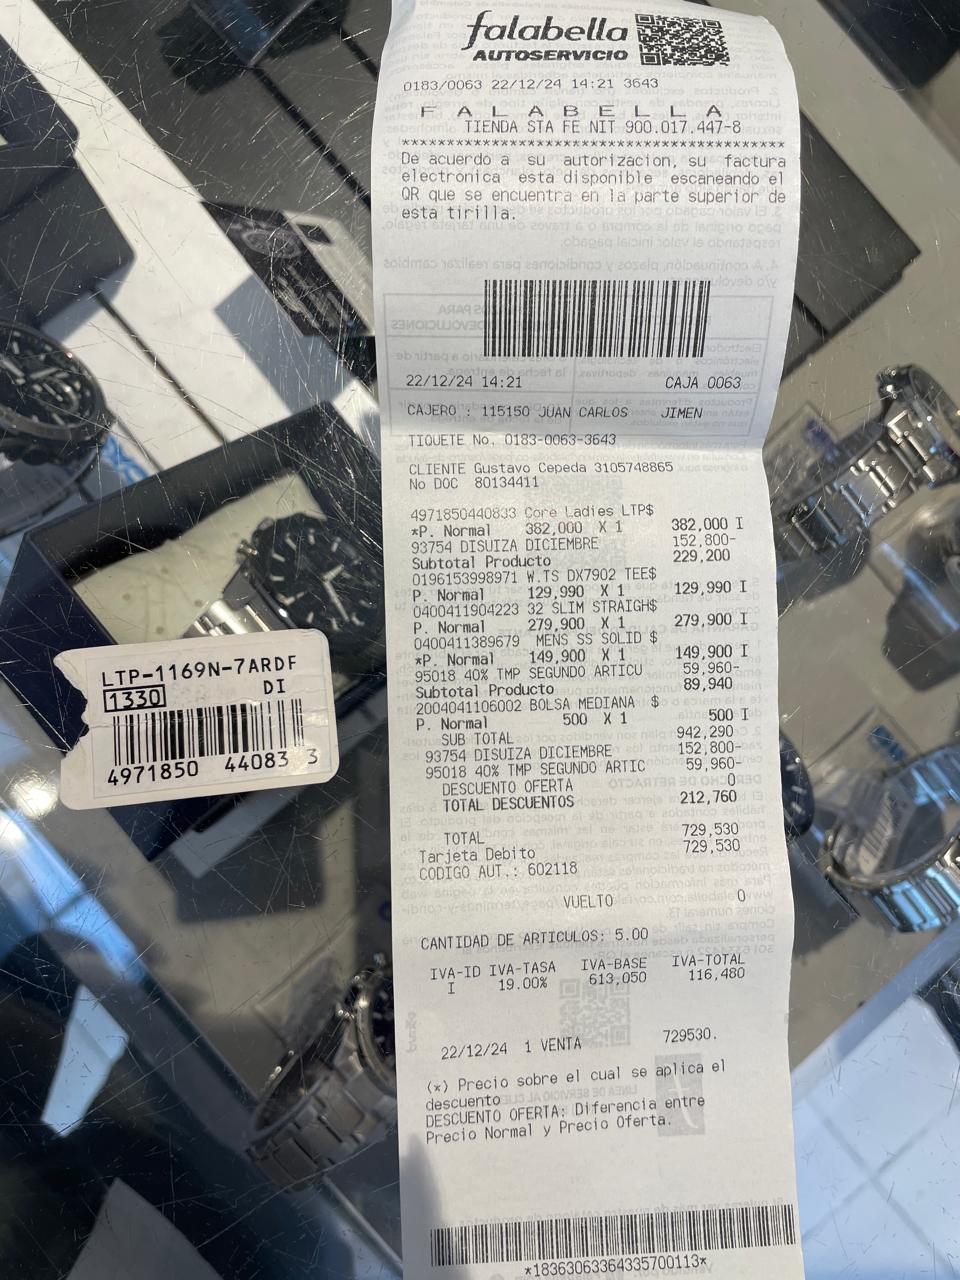 falabella
AUTOSERVICIO
0183/0063 22/12/24 14:21 3643
F A L A B E L L A
TIENDA STA FE NIT 900.017.447-8
De acuerdo a su autorizacion, su factura
electronica esta disponible escaneando el
QR que se encuentra en la parte superior de
esta tirilla.
22/12/24 14:21 CAJA 0063
CAJERO : 115150 JUAN CARLOS JIMEN
TIQUETE No. 0183-0063-3643
CLIENTE Gustavo Cepeda 3105748865
No DOC 80134411
4971850440833 Core Ladies LTP$
*P. Normal 382,000 X 1 382,000 I
93754 DISUIZA DICIEMBRE 152,800-
Subtotal Producto 229,200
0196153998971 W.TS DX7902 TEE$
P. Normal 129,990 X 1 129,990 I
0400411904223 32 SLIM STRAIGH$
P. Normal 279,900 X 1 279,900 I
0400411389679 MENS SS SOLID $
*P. Normal 149,900 X 1 149,900 I
95018 40% TMP SEGUNDO ARTICU 59,960-
Subtotal Producto 89,940
2004041106002 BOLSA MEDIANA $
P. Normal 500 X 1 500 I
SUB TOTAL 942,290
93754 DISUIZA DICIEMBRE 152,800-
95018 40% TMP SEGUNDO ARTIC 59,960-
DESCUENTO OFERTA 0
TOTAL DESCUENTOS 212,760
TOTAL 729,530
Tarjeta Debito 729,530
CODIGO AUT.: 602118
VUELTO 0
CANTIDAD DE ARTICULOS: 5.00
IVA-ID IVA-TASA IVA-BASE IVA-TOTAL
I 19.00% 613,050 116,480
22/12/24 1 VENTA 729530.
(*) Precio sobre el cual se aplica el
descuento
DESCUENTO OFERTA: Diferencia entre
Precio Normal y Precio Oferta.
*18363063364335700113*
LTP-1169N-7ARDF
1330 DI
4971850 44083 3